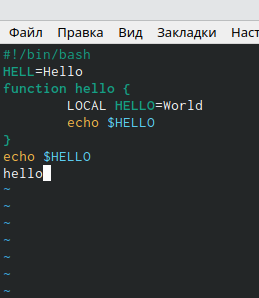 Файл Правка Вид Закладки Наст
#!/bin/bash
HELL=Hello
function hello {
        LOCAL HELLO=World
        echo $HELLO
}
echo $HELLO
hello
~
~
~
~
~
~
~